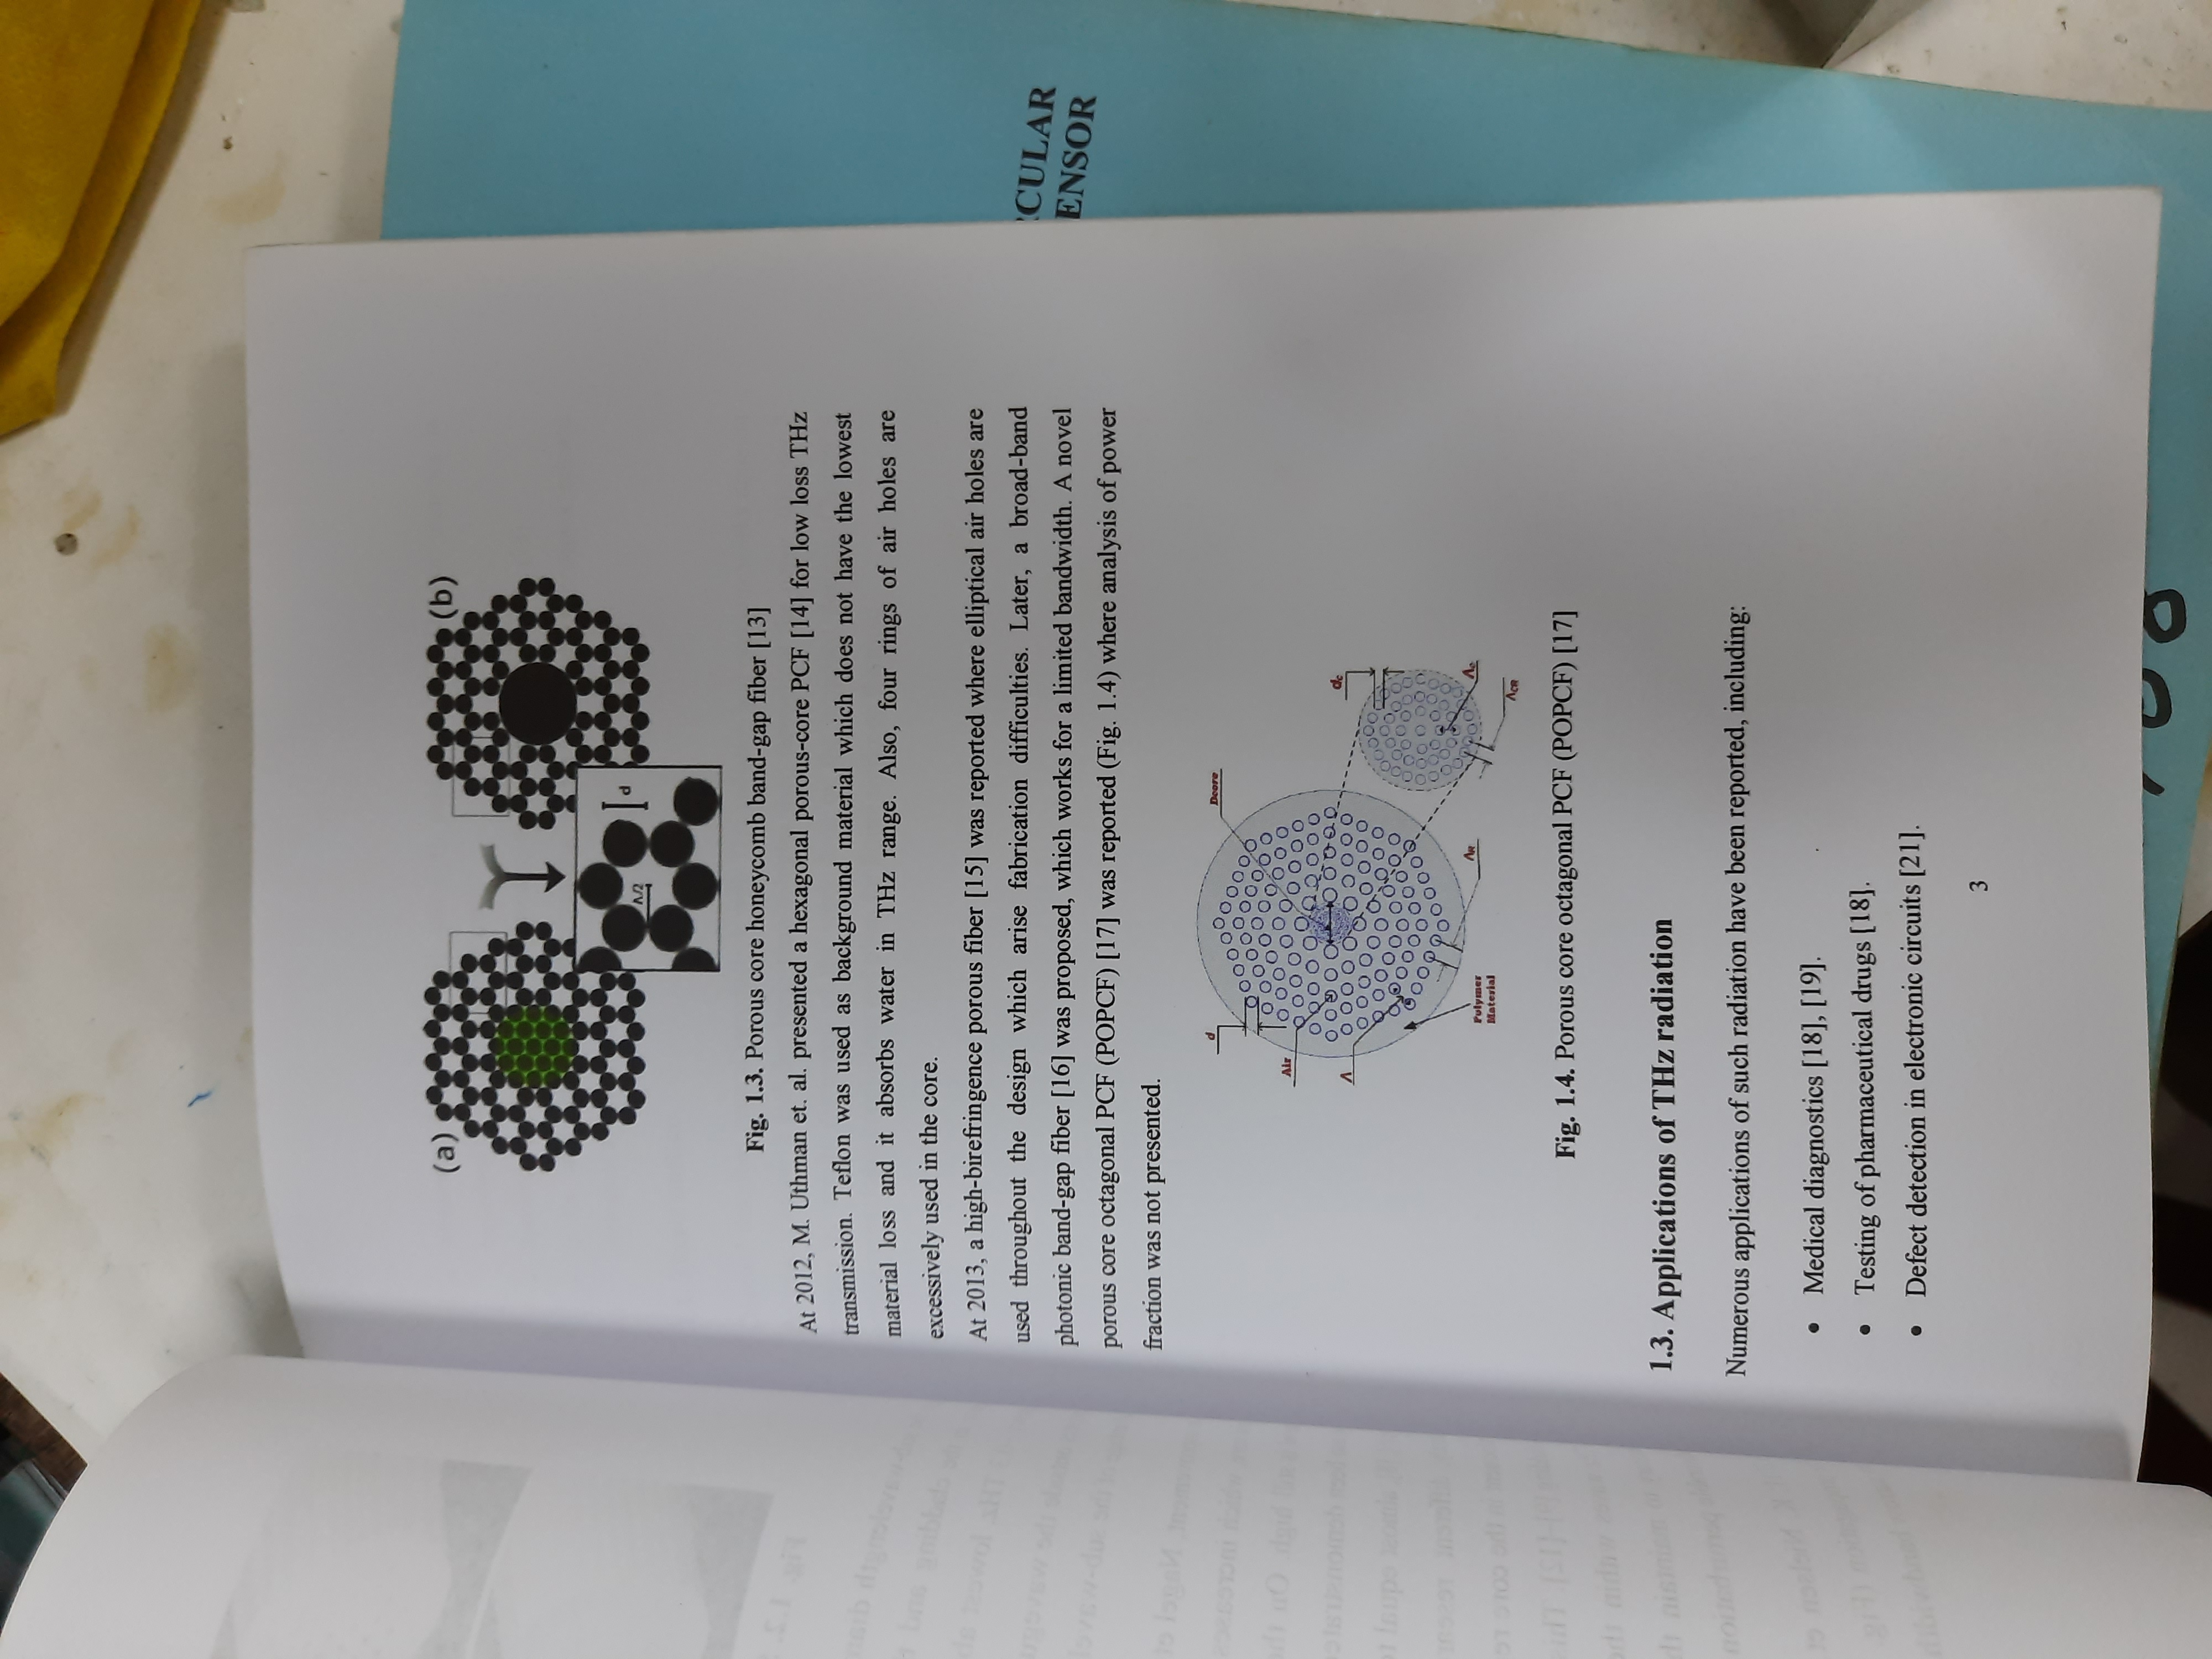 (a)
(b)
Λ/2
d
Fig. 1.3. Porous core honeycomb band-gap fiber [13]
At 2012, M. Uthman et. al. presented a hexagonal porous-core PCF [14] for low loss THz
transmission. Teflon was used as background material which does not have the lowest
material loss and it absorbs water in THz range. Also, four rings of air holes are
excessively used in the core.
At 2013, a high-birefringence porous fiber [15] was reported where elliptical air holes are
used throughout the design which arise fabrication difficulties. Later, a broad-band
photonic band-gap fiber [16] was proposed, which works for a limited bandwidth. A novel
porous core octagonal PCF (POPCF) [17] was reported (Fig. 1.4) where analysis of power
fraction was not presented.
d
Dcore
Air
Λ
dc
Polymer
Material
ΛR
Λc
ΛCR
Fig. 1.4. Porous core octagonal PCF (POPCF) [17]
1.3. Applications of THz radiation
Numerous applications of such radiation have been reported, including:
• Medical diagnostics [18], [19].
• Testing of pharmaceutical drugs [18].
• Defect detection in electronic circuits [21].
3
CULAR
ENSOR